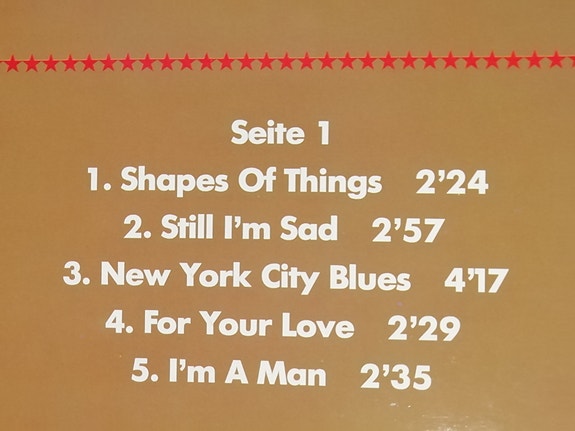 Seite 1
1. Shapes Of Things 2'24
2. Still I'm Sad 2'57
3. New York City Blues 4'17
4. For Your Love 2'29
5. I'm A Man 2'35